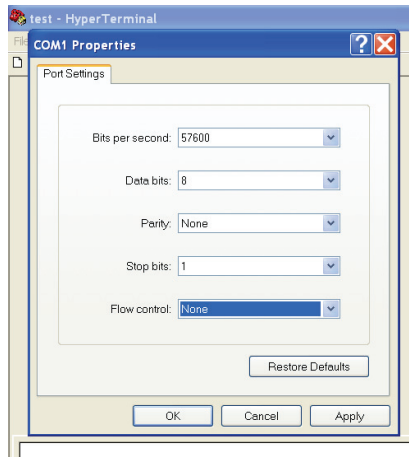 test - HyperTerminal
File
COM1 Properties
Port Settings
Bits per second: 57600
Data bits: 8
Parity: None
Stop bits: 1
Flow control: None
Restore Defaults
OK Cancel Apply